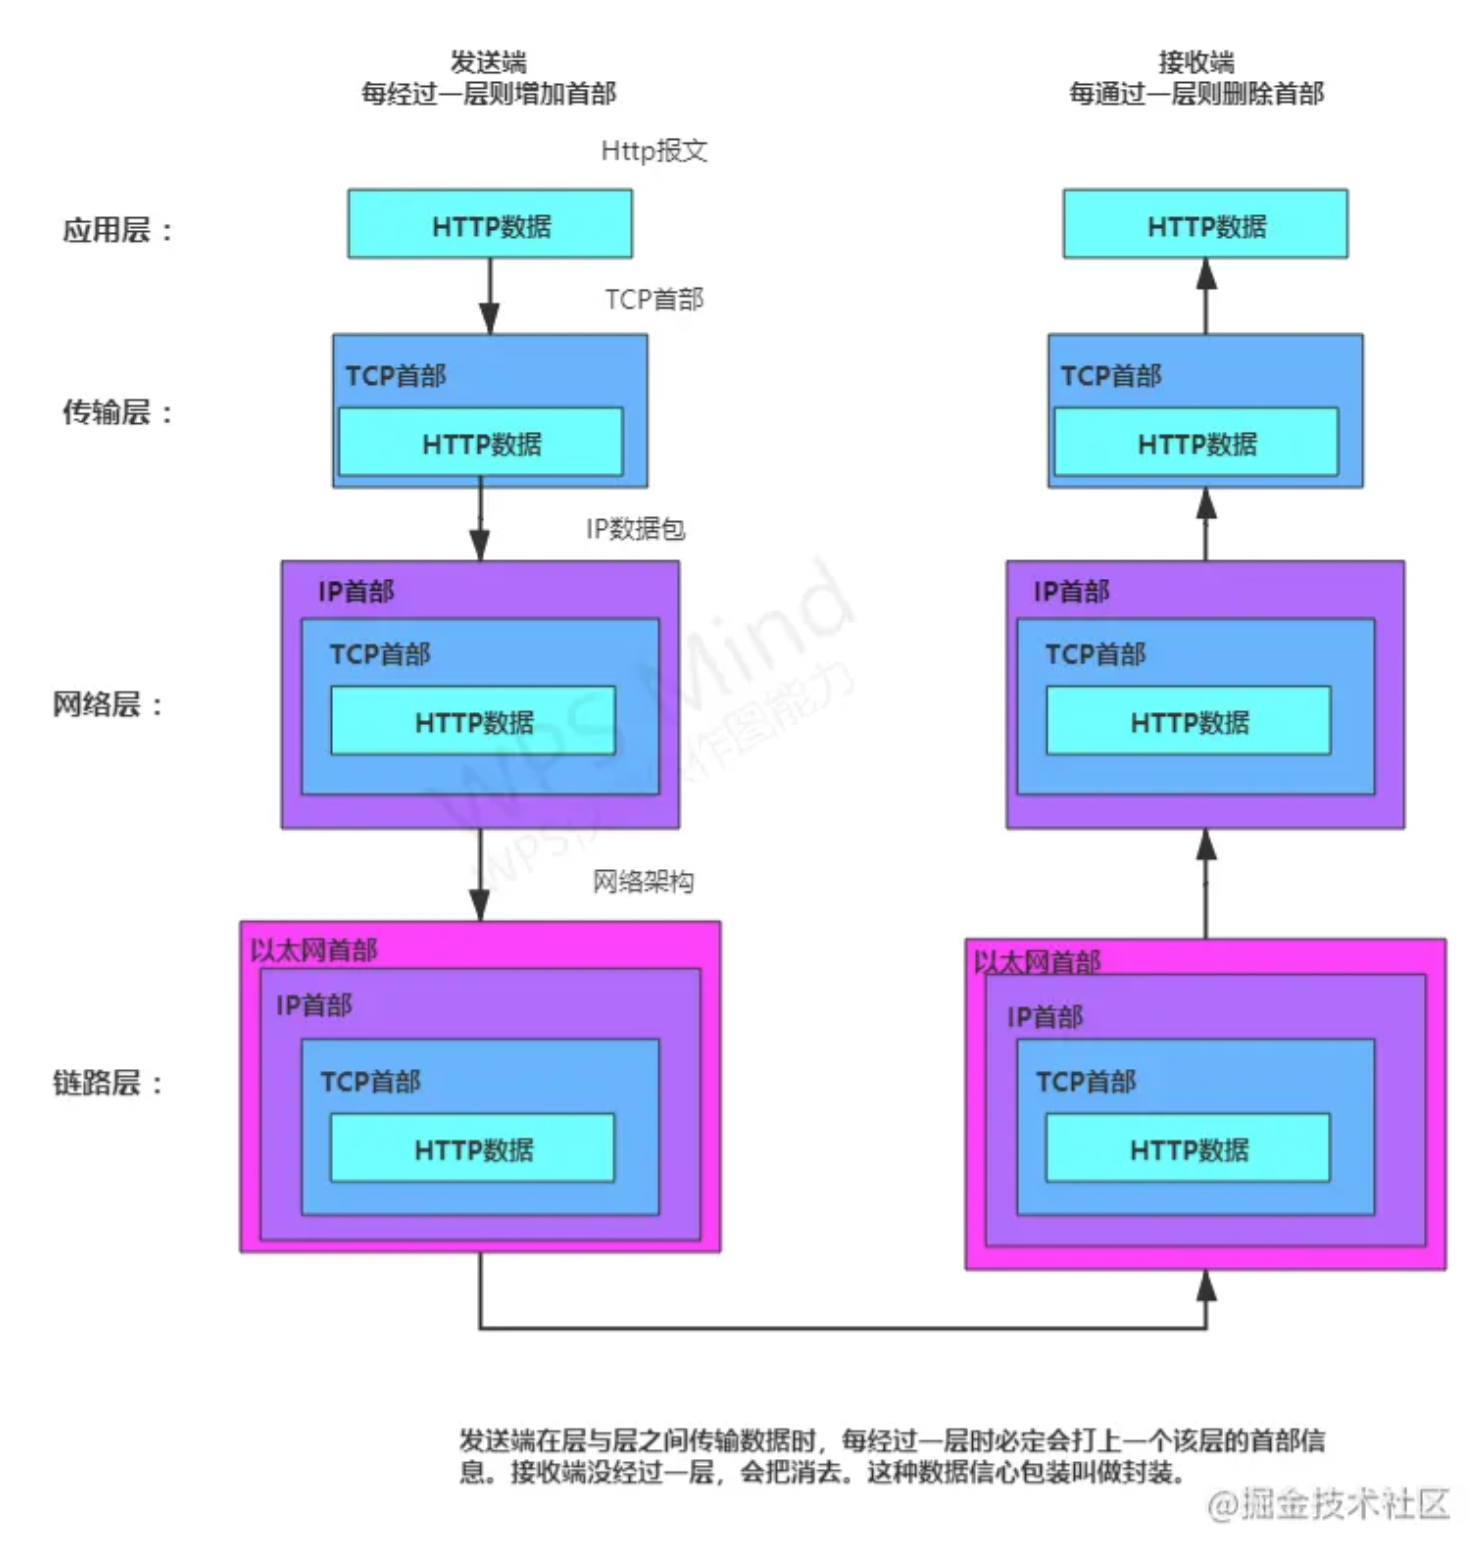 发送端
每经过一层则增加首部
接收端
每通过一层则删除首部
Http报文
应用层：
HTTP数据
HTTP数据
TCP首部
传输层：
TCP首部
HTTP数据
TCP首部
HTTP数据
IP数据包
网络层：
IP首部
TCP首部
HTTP数据
IP首部
TCP首部
HTTP数据
WPS Mind
网络架构
链路层：
以太网首部
IP首部
TCP首部
HTTP数据
以太网首部
IP首部
TCP首部
HTTP数据
发送端在层与层之间传输数据时，每经过一层时必定会打上一个该层的首部信
息。接收端没经过一层，会把消去。这种数据信心包装叫做封装。
@掘金技术社区